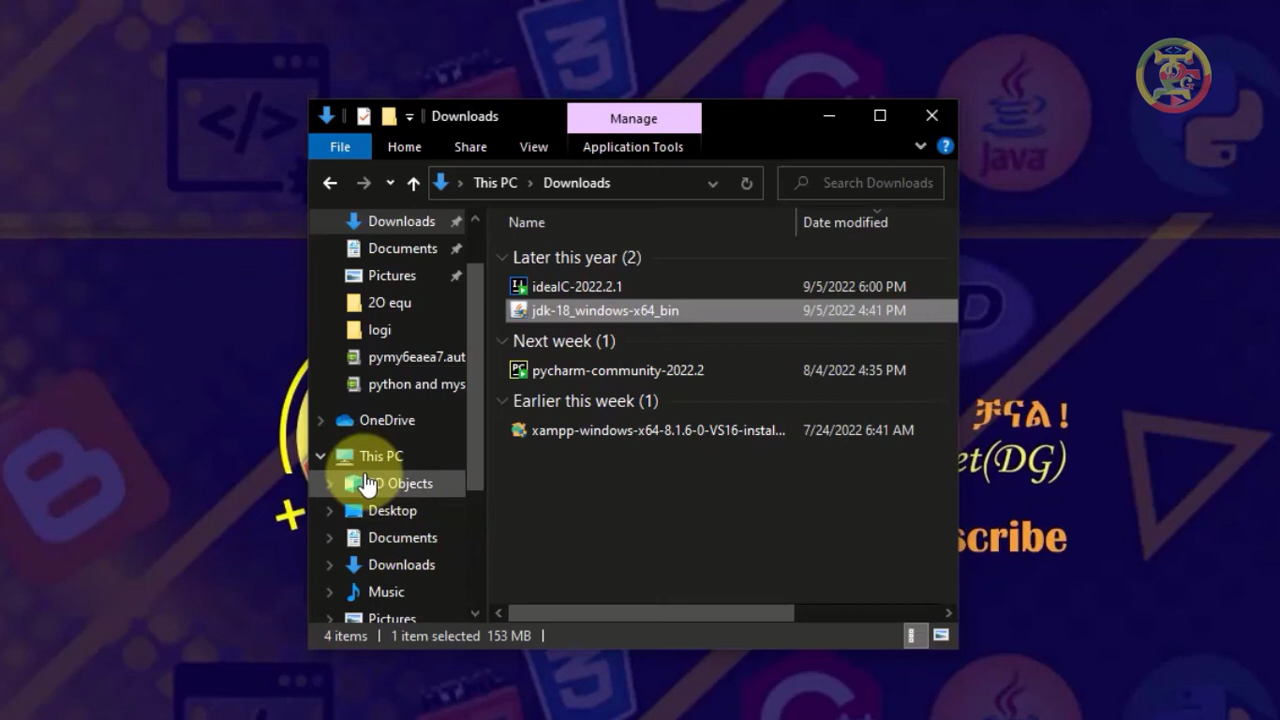 Downloads
Manage
File
Home
Share
View
Application Tools
This PC
Downloads
Search Downloads
Downloads
Documents
Pictures
2O equ
logi
pymy6eaea7.aut
python and mys
OneDrive
This PC
Objects
Desktop
Documents
Downloads
Music
Pictures
Name
Date modified
Later this year (2)
idealC-2022.2.1 9/5/2022 6:00 PM
jdk-18_windows-x64_bin 9/5/2022 4:41 PM
Next week (1)
pycharm-community-2022.2 8/4/2022 4:35 PM
Earlier this week (1)
xampp-windows-x64-8.1.6-0-VS16-instal... 7/24/2022 6:41 AM
4 items
1 item selected 153 MB
Java
ቻናል!
et(DG)
scribe